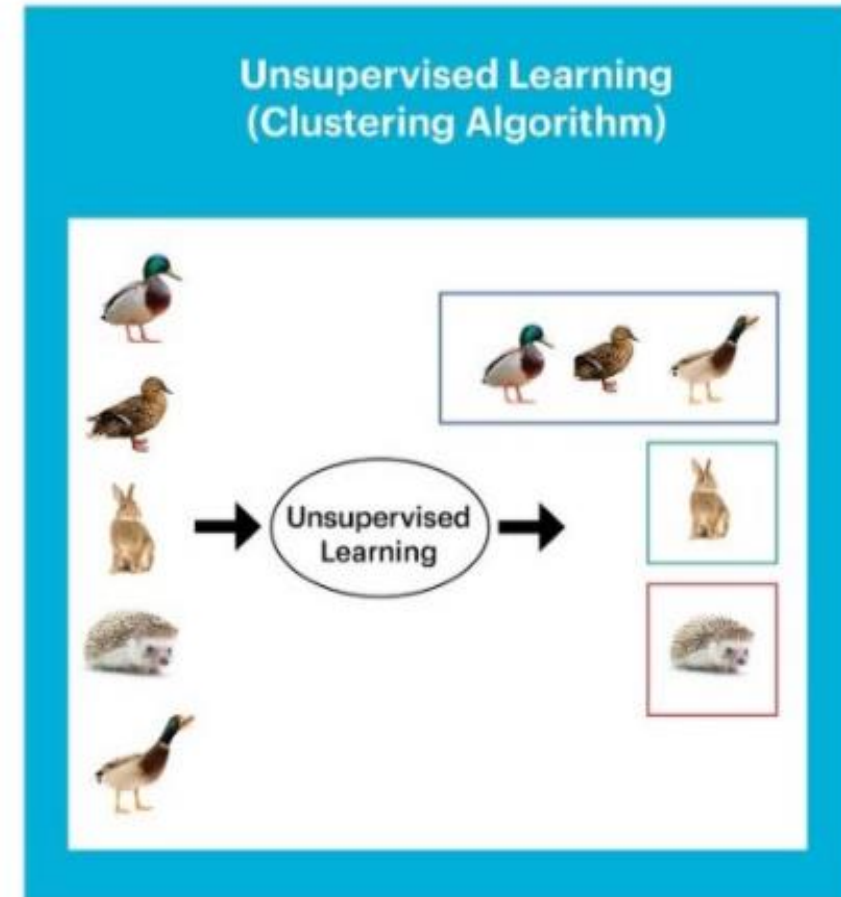 Unsupervised Learning
(Clustering Algorithm)
Unsupervised
Learning